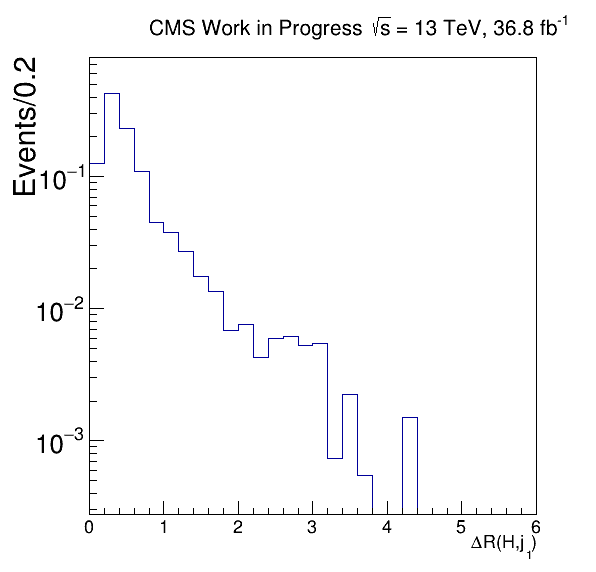 CMS Work in Progress √s = 13 TeV, 36.8 fb⁻¹
Events/0.2
10⁻¹
10⁻²
10⁻³
0 1 2 3 4 5 6
ΔR(H,j₁)